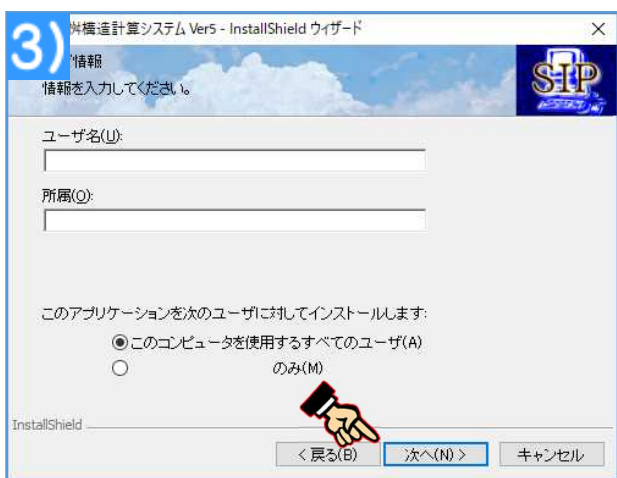 3)
構造計算システム Ver5 - InstallShield ウィザード
情報
情報を入力してください。
SIP
ユーザ名(U):
所属(O):
このアプリケーションを次のユーザに対してインストールします:
このコンピュータを使用するすべてのユーザ(A)
のみ(M)
InstallShield
< 戻る(B)
次へ(N) >
キャンセル